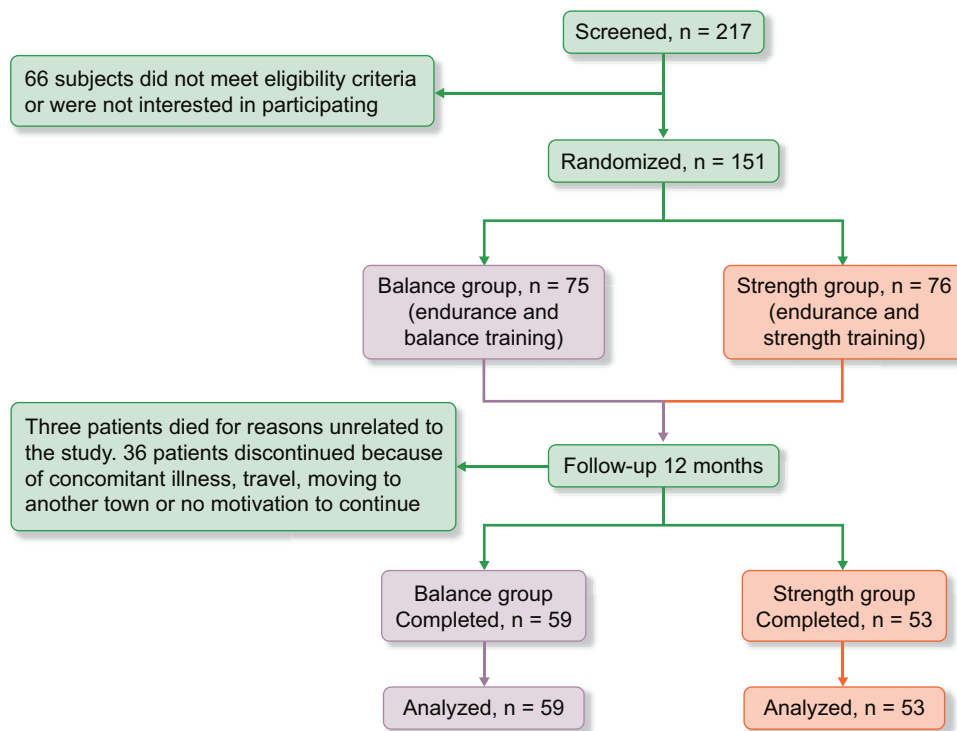 Screened, n = 217
66 subjects did not meet eligibility criteria
or were not interested in participating
Randomized, n = 151
Balance group, n = 75
(endurance and
balance training)
Strength group, n = 76
(endurance and
strength training)
Three patients died for reasons unrelated to
the study. 36 patients discontinued because
of concomitant illness, travel, moving to
another town or no motivation to continue
Follow-up 12 months
Balance group
Completed, n = 59
Strength group
Completed, n = 53
Analyzed, n = 59
Analyzed, n = 53